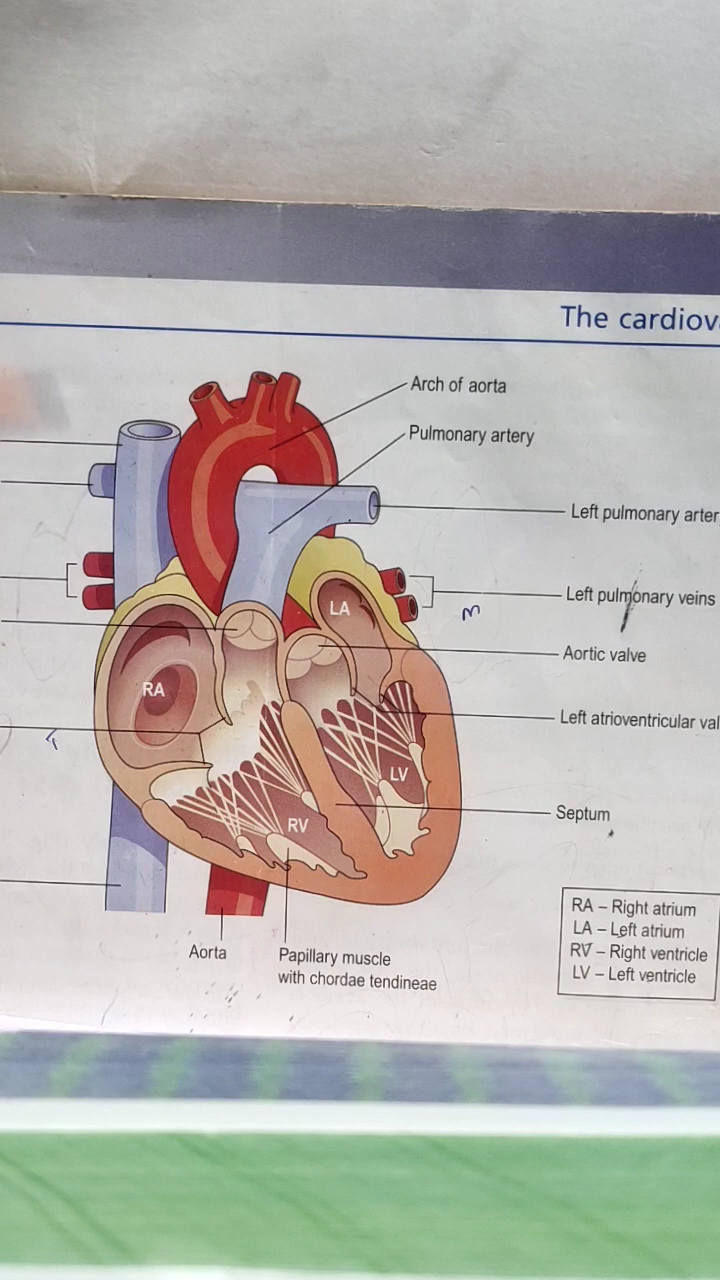 The cardiov
Arch of aorta
Pulmonary artery
Left pulmonary arter
LA
Left pulmonary veins
M
Aortic valve
RA
Left atrioventricular val
LV
Septum
RV
RA – Right atrium
LA – Left atrium
RV – Right ventricle
LV – Left ventricle
Aorta
Papillary muscle
with chordae tendineae